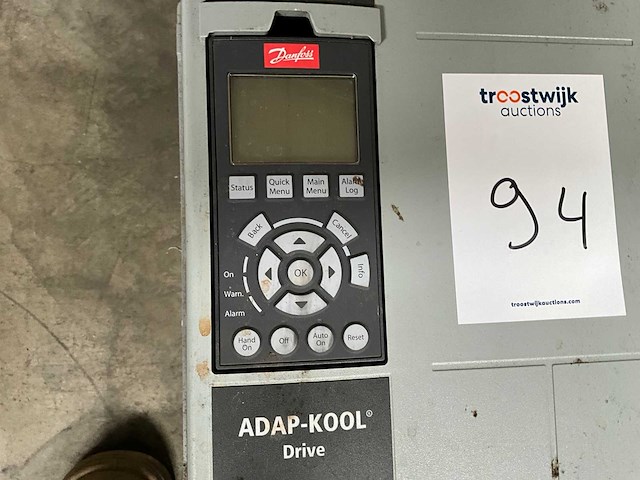 Danfoss
troostwijk
auctions
94
troostwijkauctions.com
Status
Quick
Menu
Main
Menu
Alarm
Log
Back
Cancel
Info
OK
On
Warn.
Alarm
Hand
On
Off
Auto
On
Reset
ADAP-KOOL®
Drive